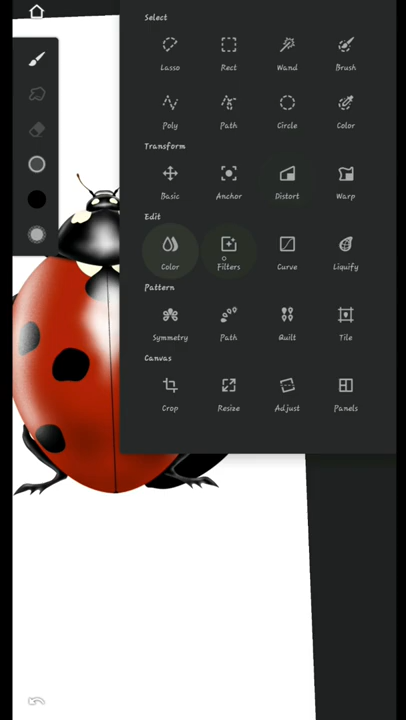 Select
Lasso Rect Wand Brush
Poly Path Circle Color
Transform
Basic Anchor Distort Warp
Edit
Color Filters Curve Liquify
Pattern
Symmetry Path Quilt Tile
Canvas
Crop Resize Adjust Panels